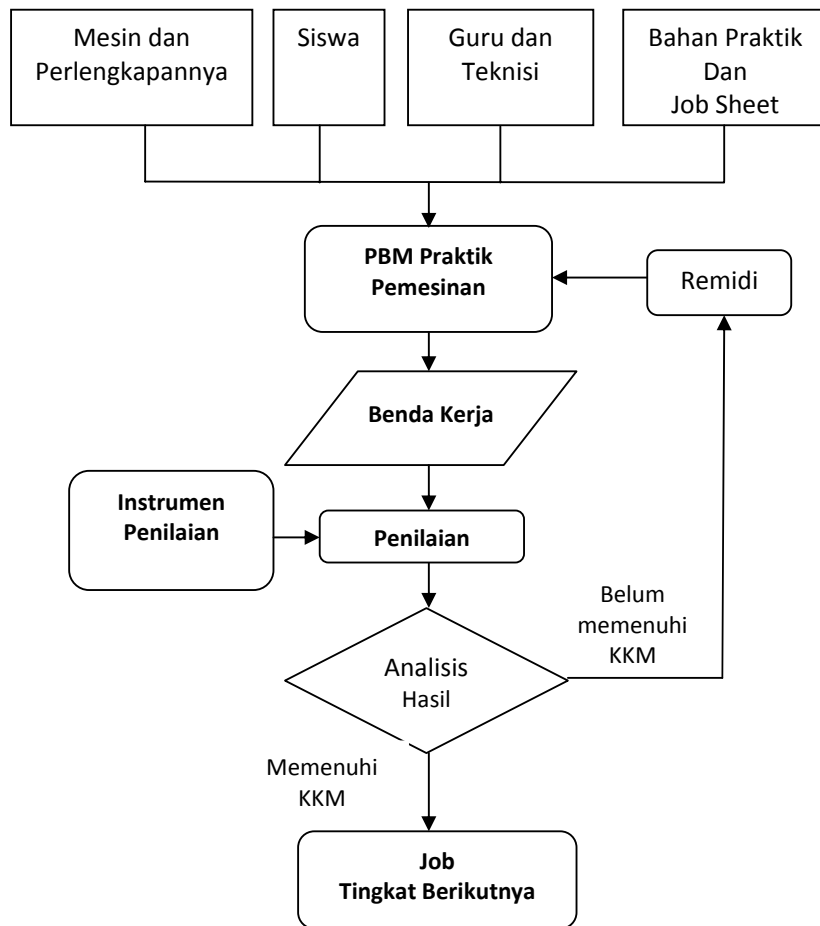 Mesin dan
Perlengkapannya
Siswa
Guru dan
Teknisi
Bahan Praktik
Dan
Job Sheet
PBM Praktik
Pemesinan
Remidi
Benda Kerja
Instrumen
Penilaian
Penilaian
Belum
memenuhi
KKM
Analisis
Hasil
Memenuhi
KKM
Job
Tingkat Berikutnya